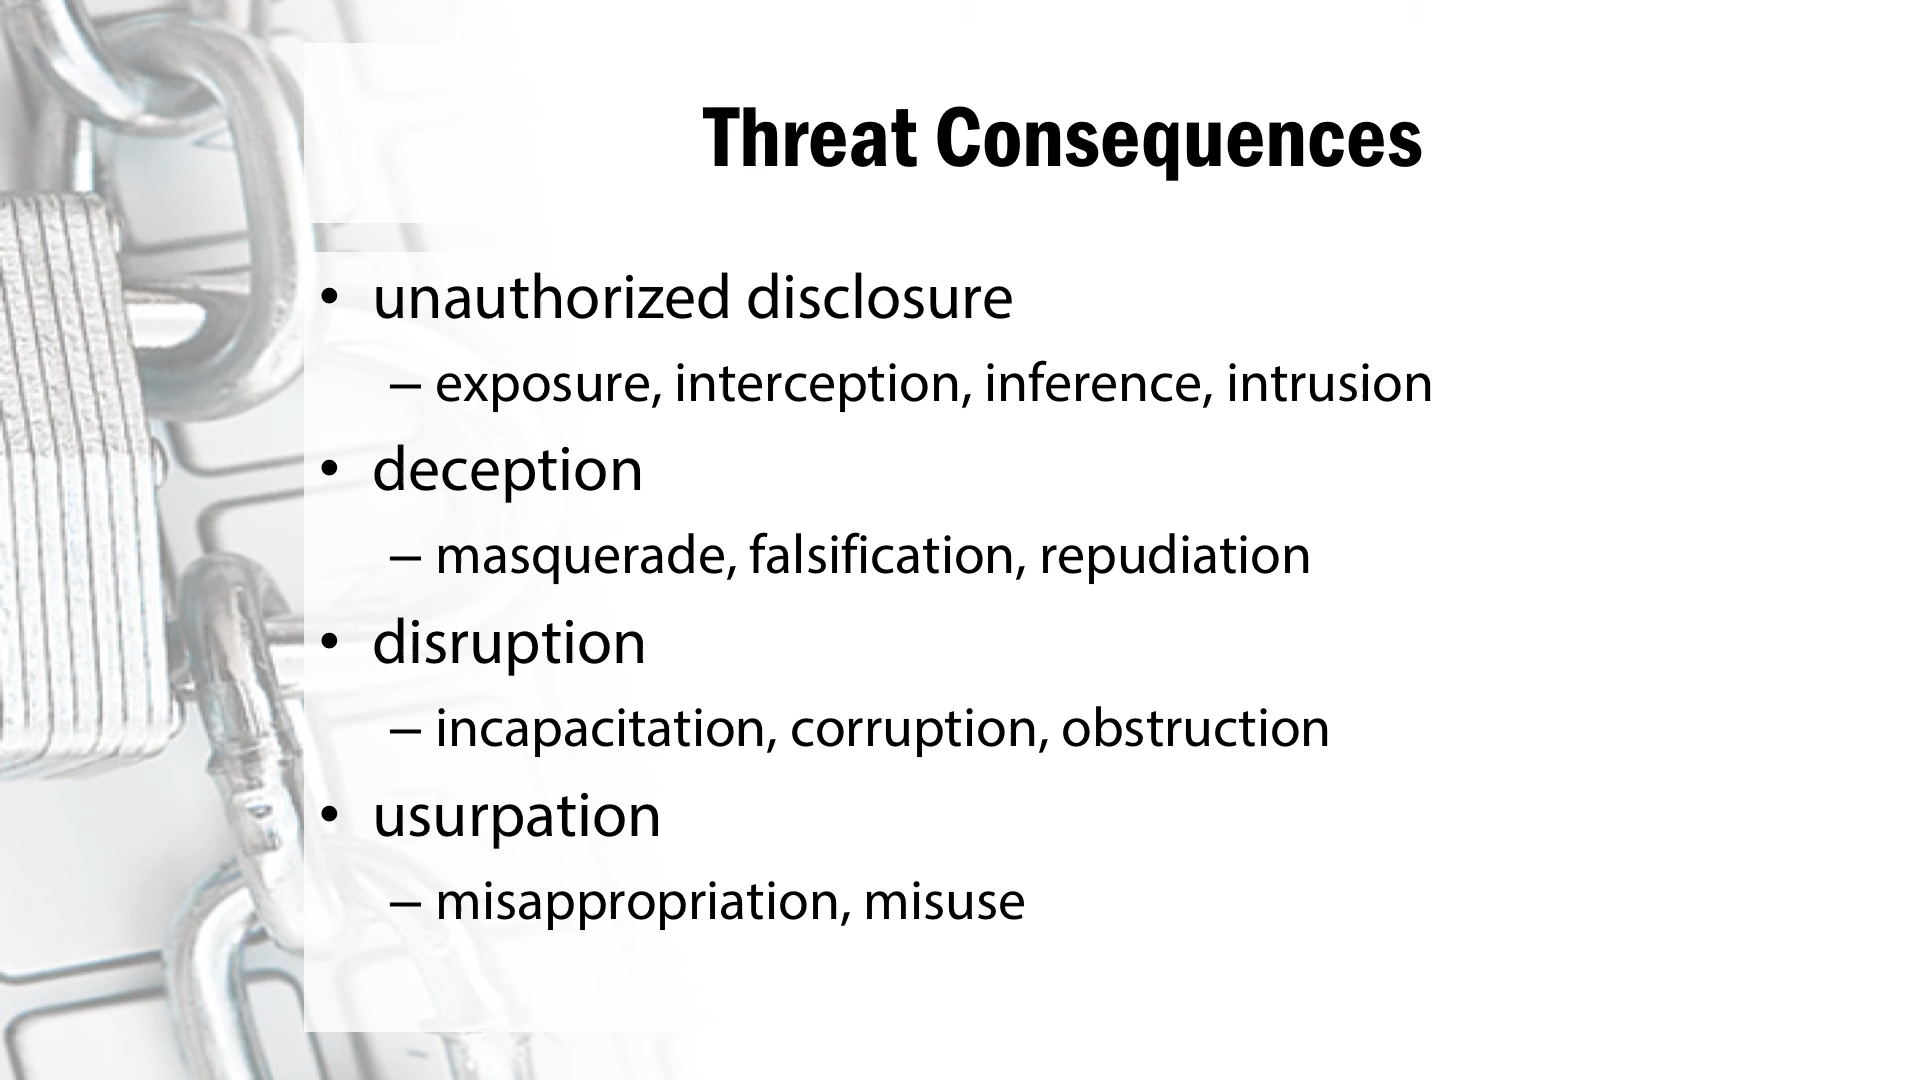 Threat Consequences
• unauthorized disclosure
– exposure, interception, inference, intrusion
• deception
– masquerade, falsification, repudiation
• disruption
– incapacitation, corruption, obstruction
• usurpation
– misappropriation, misuse